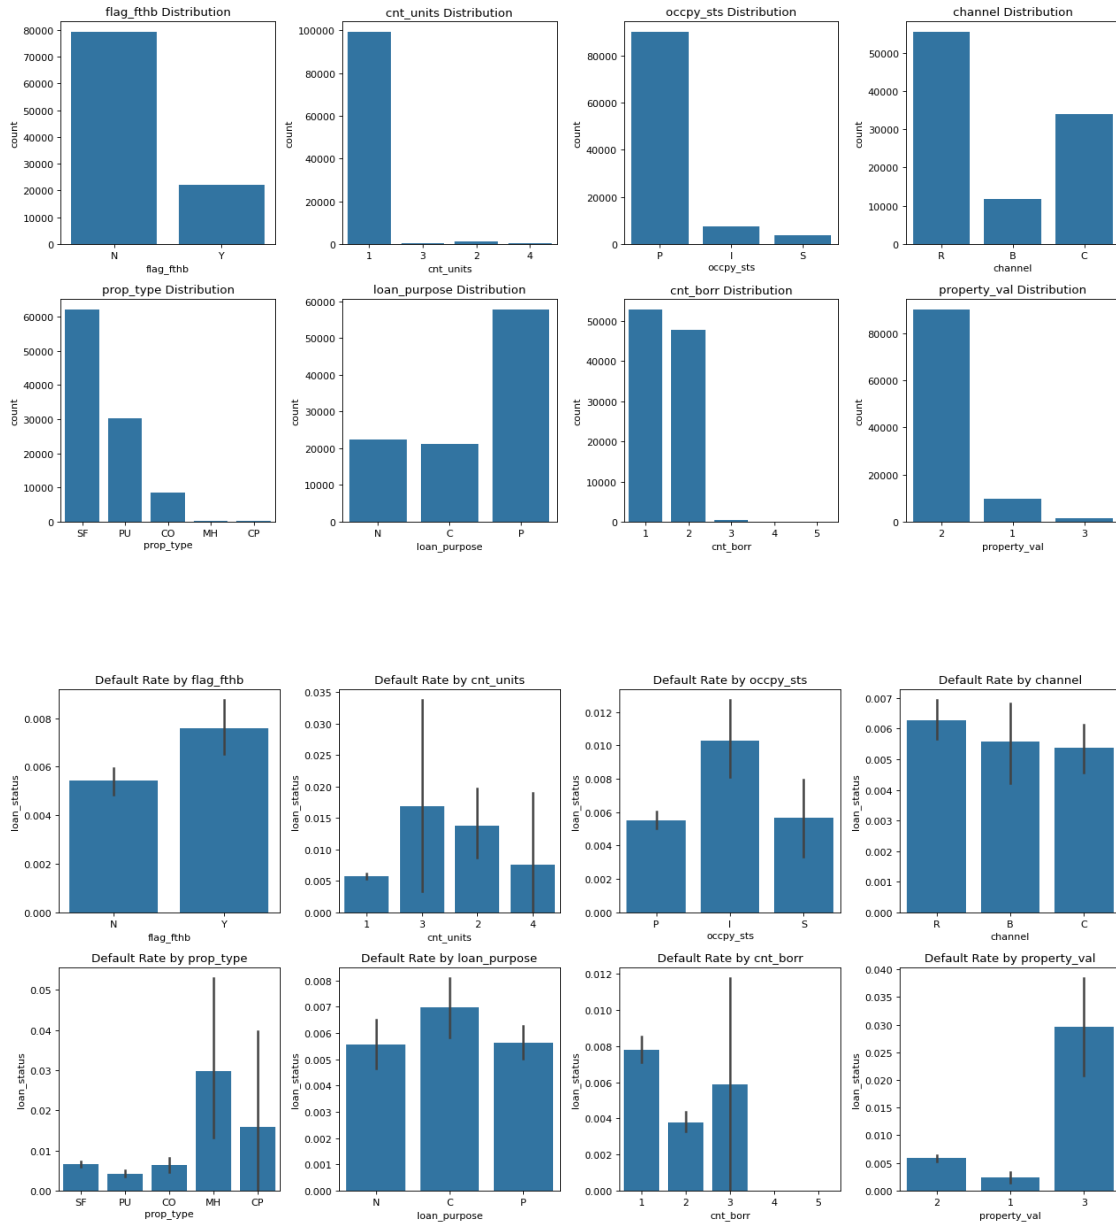 flag_fthb Distribution
80000
70000
60000
50000
40000
30000
20000
10000
0
count
N Y
flag_fthb
cnt_units Distribution
100000
80000
60000
40000
20000
0
count
1 3 2 4
cnt_units
occpy_sts Distribution
80000
60000
40000
20000
0
count
P I S
occpy_sts
channel Distribution
50000
40000
30000
20000
10000
0
count
R B C
channel
prop_type Distribution
60000
50000
40000
30000
20000
10000
0
count
SF PU CO MH CP
prop_type
loan_purpose Distribution
60000
50000
40000
30000
20000
10000
0
count
N C P
loan_purpose
cnt_borr Distribution
50000
40000
30000
20000
10000
0
count
1 2 3 4 5
cnt_borr
property_val Distribution
80000
60000
40000
20000
0
count
2 1 3
property_val
Default Rate by flag_fthb
0.008
0.006
0.004
0.002
0.000
loan_status
N Y
flag_fthb
Default Rate by cnt_units
0.035
0.030
0.025
0.020
0.015
0.010
0.005
0.000
loan_status
1 3 2 4
cnt_units
Default Rate by occpy_sts
0.012
0.010
0.008
0.006
0.004
0.002
0.000
loan_status
P I S
occpy_sts
Default Rate by channel
0.007
0.006
0.005
0.004
0.003
0.002
0.001
0.000
loan_status
R B C
channel
Default Rate by prop_type
0.05
0.04
0.03
0.02
0.01
0.00
loan_status
SF PU CO MH CP
prop_type
Default Rate by loan_purpose
0.008
0.007
0.006
0.005
0.004
0.003
0.002
0.001
0.000
loan_status
N C P
loan_purpose
Default Rate by cnt_borr
0.012
0.010
0.008
0.006
0.004
0.002
0.000
loan_status
1 2 3 4 5
cnt_borr
Default Rate by property_val
0.040
0.035
0.030
0.025
0.020
0.015
0.010
0.005
0.000
loan_status
2 1 3
property_val